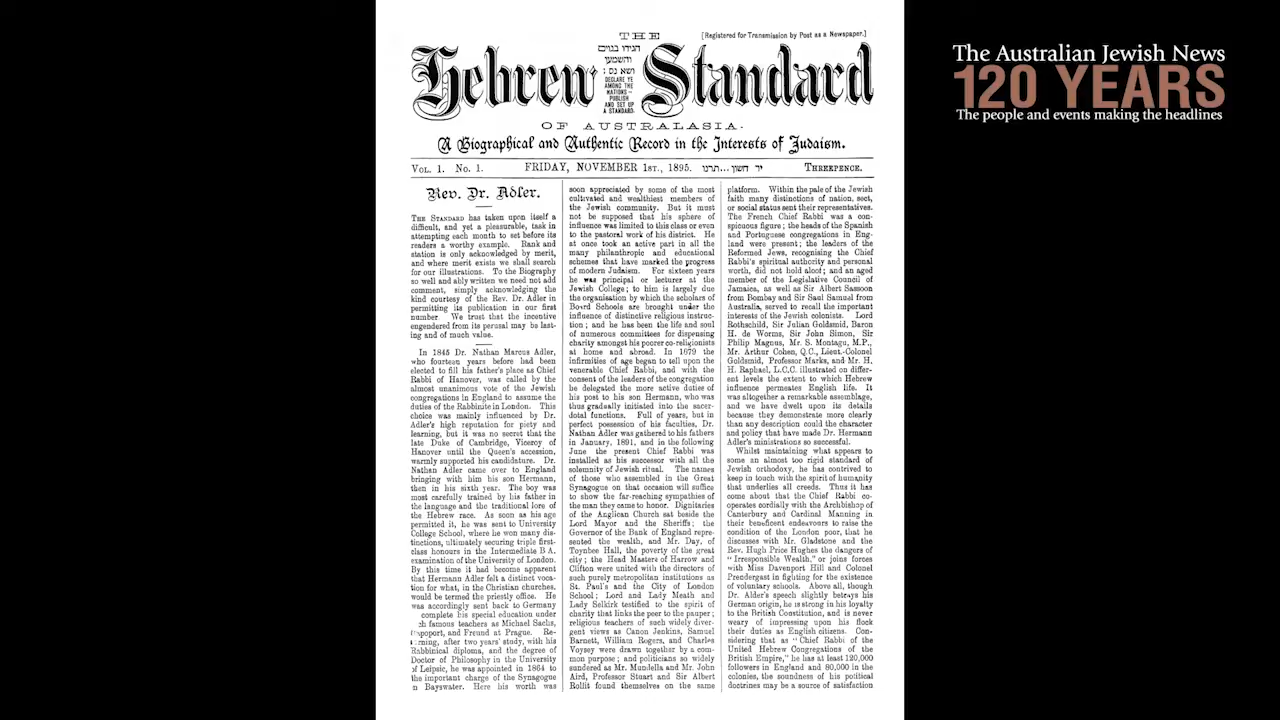 THE
[Registered for Transmission by Post as a Newspaper.]
Hebrew Standard
הגידו בגוים
והשמיעו
ושאו נס :
DECLARE YE
AMONG THE
NATIONS—
PUBLISH
AND SET UP
A STANDARD.
OF AUSTRALASIA.
A Biographical and Authentic Record in the Interests of Judaism.
VOL. 1. No. 1.
FRIDAY, NOVEMBER 1ST., 1895.
יד חשון...תרנו
THREEPENCE.
Rev. Dr. Adler.
THE STANDARD has taken upon itself a
difficult, and yet a pleasurable, task in
attempting each month to set before its
readers a worthy example. Rank and
station is only acknowledged by merit,
and where merit exists we shall search
for our illustrations. To the Biography
so well and ably written we need not add
comment, simply acknowledging the
kind courtesy of the Rev. Dr. Adler in
permitting its publication in our first
number. We trust that the incentive
engendered from its perusal may be last-
ing and of much value.
In 1845 Dr. Nathan Marcus Adler,
who fourteen years before had been
elected to fill his father's place as Chief
Rabbi of Hanover, was called by the
almost unanimous vote of the Jewish
congregations in England to assume the
duties of the Rabbinite in London. This
choice was mainly influenced by Dr.
Adler's high reputation for piety and
learning, but it was no secret that the
late Duke of Cambridge, Viceroy of
Hanover until the Queen's accession,
warmly supported his candidature. Dr.
Nathan Adler came over to England
bringing with him his son Hermann,
then in his sixth year. The boy was
most carefully trained by his father in
the language and the traditional lore of
the Hebrew race. As soon as his age
permitted it, he was sent to University
College School, where he won many dis-
tinctions, ultimately securing triple first-
class honours in the Intermediate B A.
examination of the University of London.
By this time it had become apparent
that Hermann Adler felt a distinct voca-
tion for what, in the Christian churches,
would be termed the priestly office. He
was accordingly sent back to Germany
complete his special education under
ch famous teachers as Michael Sachs,
poport, and Freund at Prague. Re-
rning, after two years' study, with his
Rabbinical diploma, and the degree of
Doctor of Philosophy in the University
of Leipsic, he was appointed in 1864 to
the important charge of the Synagogue
n Bayswater. Here his worth was
soon appreciated by some of the most
cultivated and wealthiest members of
the Jewish community. But it must
not be supposed that his sphere of
influence was limited to this class or even
to the pastoral work of his district. He
at once took an active part in all the
many philanthropic and educational
schemes that have marked the progress
of modern Judaism. For sixteen years
he was principal or lecturer at the
Jewish College; to him is largely due
the organisation by which the scholars of
Board Schools are brought under the
influence of distinctive religious instruc-
tion; and he has been the life and soul
of numerous committees for dispensing
charity amongst his poorer co-religionists
at home and abroad. In 1879 the
infirmities of age began to tell upon the
venerable Chief Rabbi, and with the
consent of the leaders of the congregation
he delegated the more active duties of
his post to his son Hermann, who was
thus gradually initiated into the sacer-
dotal functions. Full of years, but in
perfect possession of his faculties, Dr.
Nathan Adler was gathered to his fathers
in January, 1891, and in the following
June the present Chief Rabbi was
installed as his successor with all the
solemnity of Jewish ritual. The names
of those who assembled in the Great
Synagogue on that occasion will suffice
to show the far-reaching sympathies of
the man they came to honor. Dignitaries
of the Anglican Church sat beside the
Lord Mayor and the Sheriffs; the
Governor of the Bank of England repre-
sented the wealth, and Mr. Day, of
Toynbee Hall, the poverty of the great
city; the Head Masters of Harrow and
Clifton were united with the directors of
such purely metropolitan institutions as
St. Paul's and the City of London
School; Lord and Lady Meath and
Lady Selkirk testified to the spirit of
charity that links the peer to the pauper;
religious teachers of such widely diver-
gent views as Canon Jenkins, Samuel
Barnett, William Rogers, and Charles
Voysey were drawn together by a com-
mon purpose; and politicians so widely
sundered as Mr. Mundella and Mr. John
Aird, Professor Stuart and Sir Albert
Rollit found themselves on the same
platform. Within the pale of the Jewish
faith many distinctions of nation, sect,
or social status sent their representatives.
The French Chief Rabbi was a con-
spicuous figure; the heads of the Spanish
and Portuguese congregations in Eng-
land were present; the leaders of the
Reformed Jews, recognising the Chief
Rabbi's spiritual authority and personal
worth, did not hold aloof; and an aged
member of the Legislative Council of
Jamaica, as well as Sir Albert Sassoon
from Bombay and Sir Saul Samuel from
Australia, served to recall the important
interests of the Jewish colonists. Lord
Rothschild, Sir Julian Goldsmid, Baron
H. de Worms, Sir John Simon, Sir
Philip Magnus, Mr. S. Montagu, M.P.,
Mr. Arthur Cohen, Q.C., Lieut.-Colonel
Goldsmid, Professor Marks, and Mr. H.
H. Raphael, L.C.C. illustrated on differ-
ent levels the extent to which Hebrew
influence permeates English life. It
was altogether a remarkable assemblage,
and we have dwelt upon its details
because they demonstrate more clearly
than any description could the character
and policy that have made Dr. Hermann
Adler's ministrations so successful.
Whilst maintaining what appears to
some an almost too rigid standard of
Jewish orthodoxy, he has contrived to
keep in touch with the spirit of humanity
that underlies all creeds. Thus it has
come about that the Chief Rabbi co-
operates cordially with the Archbishop of
Canterbury and Cardinal Manning in
their beneficent endeavours to raise the
condition of the London poor, that he
discusses with Mr. Gladstone and the
Rev. Hugh Price Hughes the dangers of
"Irresponsible Wealth," or joins forces
with Miss Davenport Hill and Colonel
Prendergast in fighting for the existence
of voluntary schools. Above all, though
Dr. Alder's speech slightly betrays his
German origin, he is strong in his loyalty
to the British Constitution, and is never
weary of impressing upon his flock
their duties as English citizens. Con-
sidering that as "Chief Rabbi of the
United Hebrew Congregations of the
British Empire," he has at least 120,000
followers in England and 80,000 in the
colonies, the soundness of his political
doctrines may be a source of satisfaction
The Australian Jewish News
120 YEARS
The people and events making the headlines